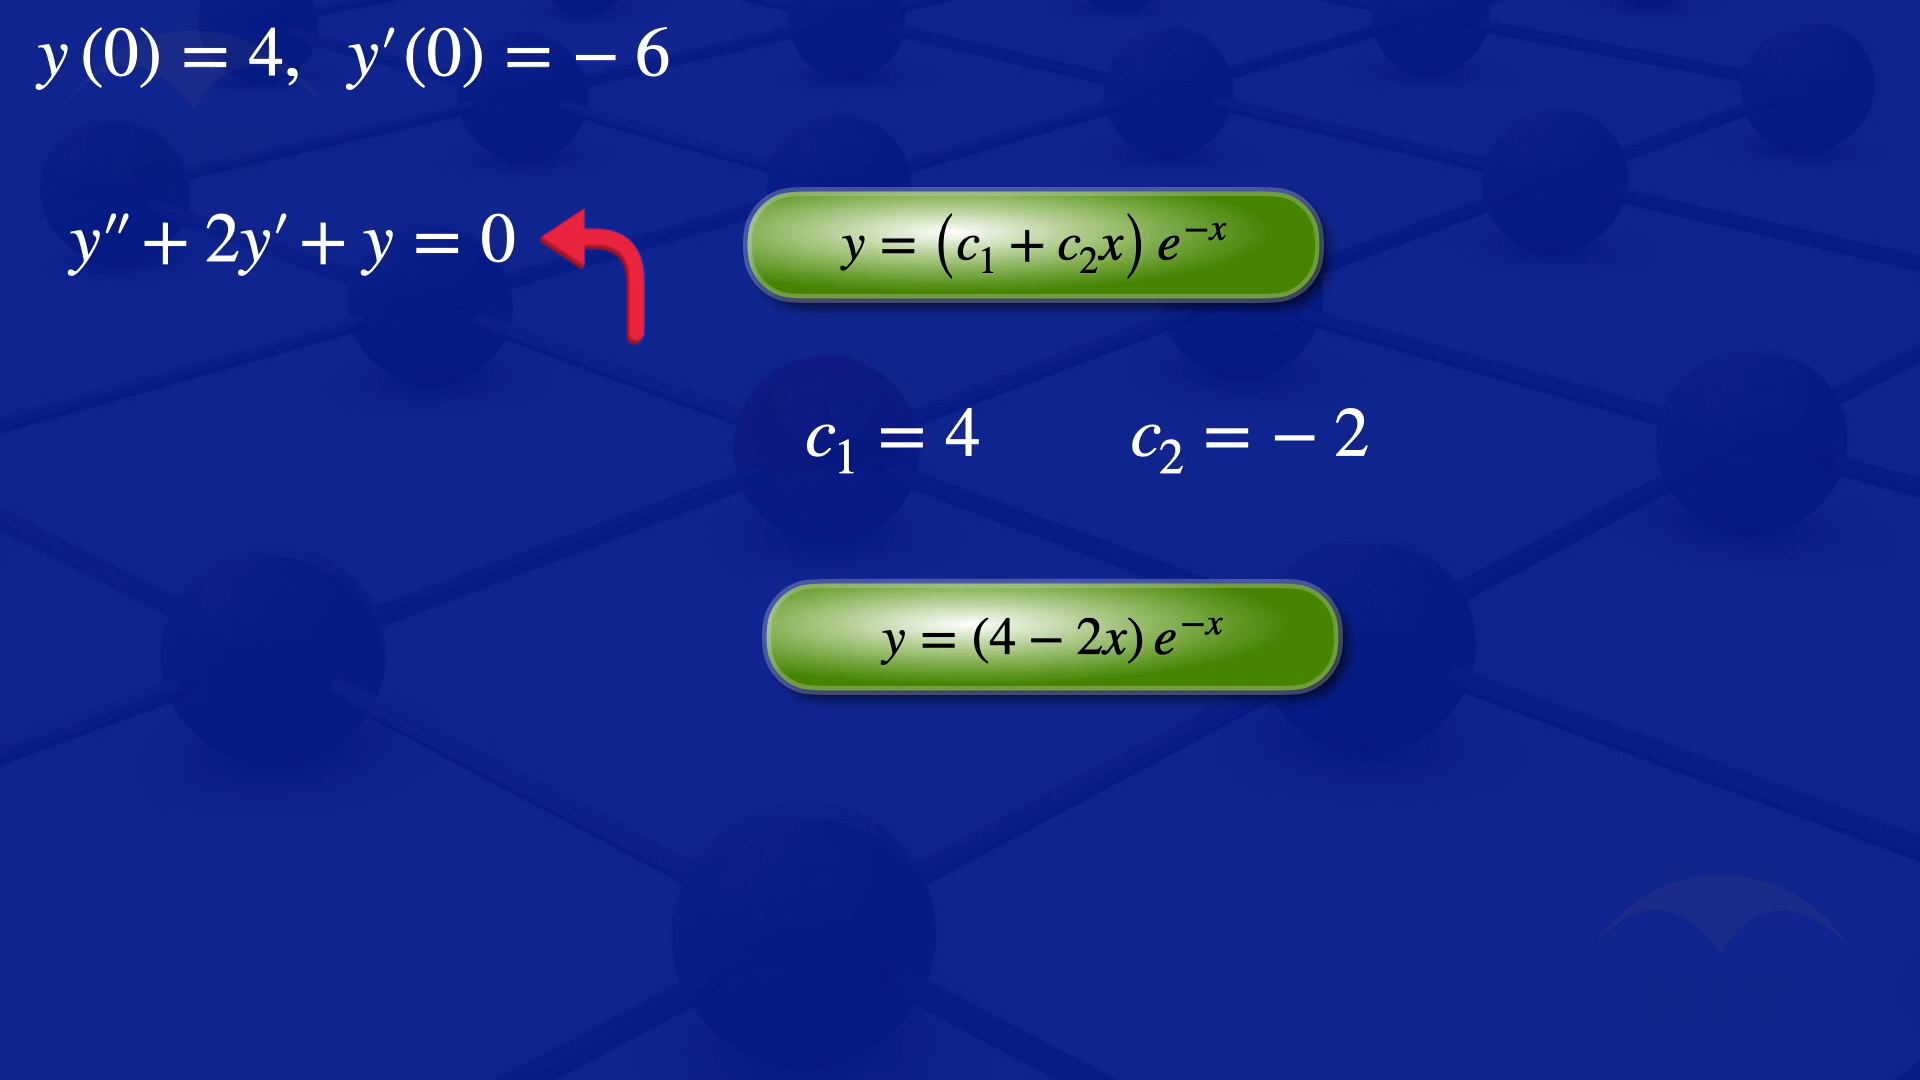 y (0) = 4, y′(0) = − 6
y″ + 2y′ + y = 0
y = (c₁ + c₂x) e⁻ˣ
c₁ = 4 c₂ = − 2
y = (4 − 2x) e⁻ˣ